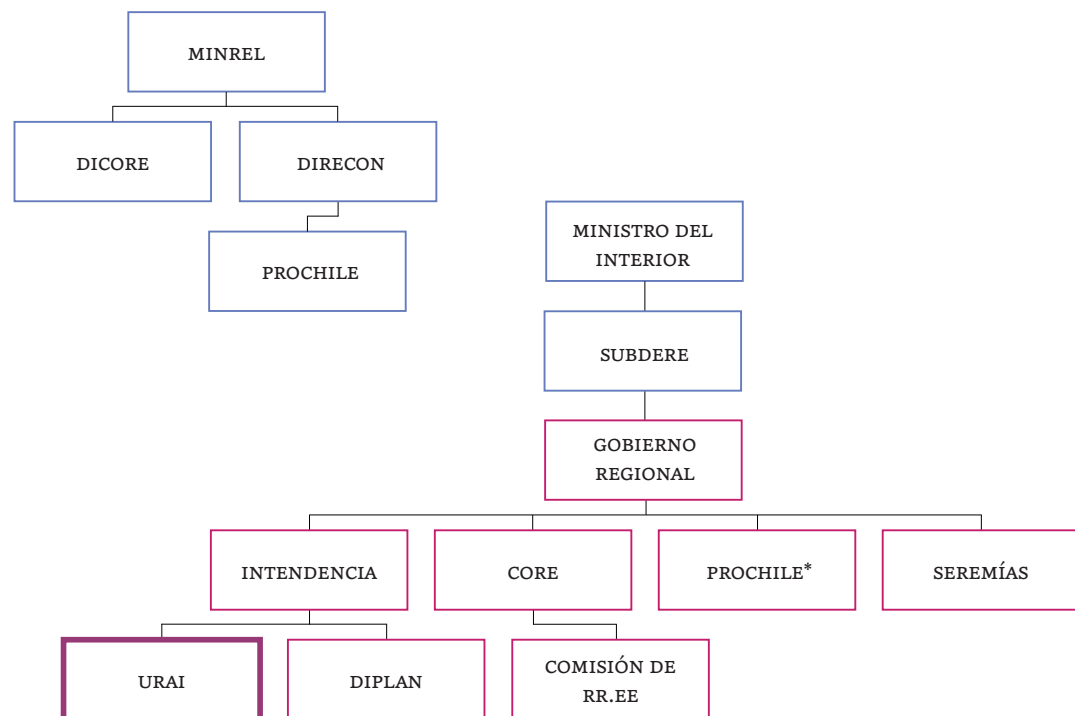 MINREL
DICORE
DIRECON
PROCHILE
MINISTRO DEL
INTERIOR
SUBDERE
GOBIERNO
REGIONAL
INTENDENCIA
CORE
PROCHILE*
SEREMÍAS
URAI
DIPLAN
COMISIÓN DE
RR.EE